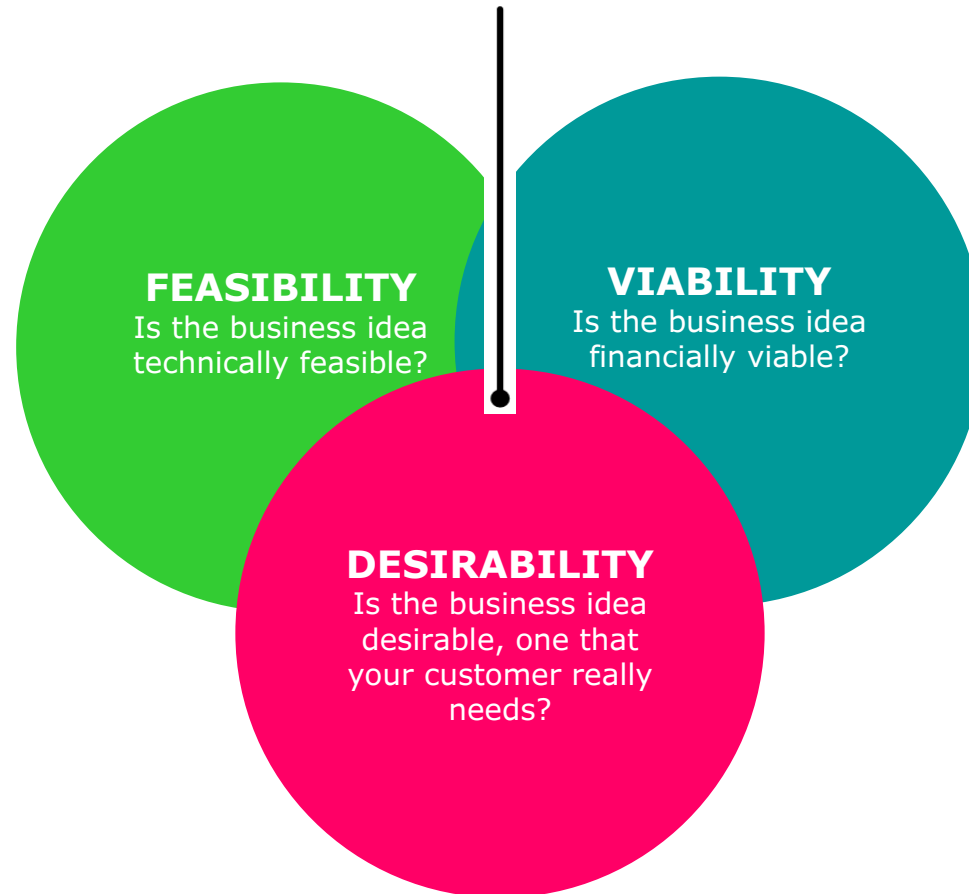 FEASIBILITY
Is the business idea
technically feasible?
VIABILITY
Is the business idea
financially viable?
DESIRABILITY
Is the business idea
desirable, one that
your customer really
needs?